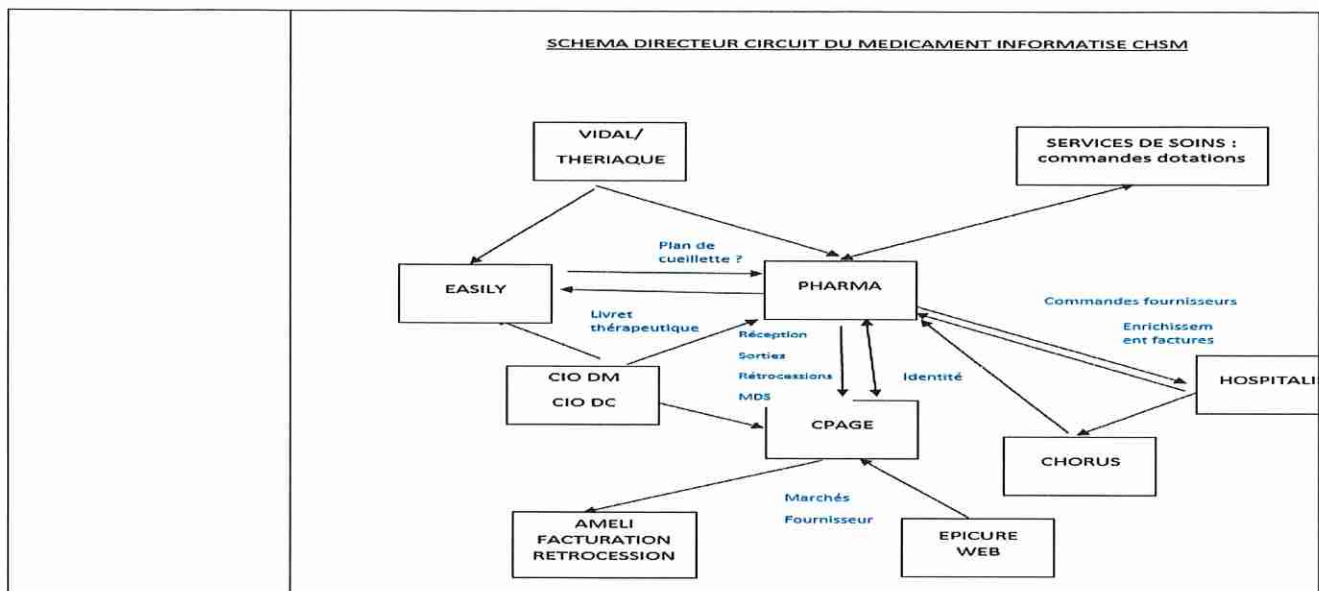 SCHEMA DIRECTEUR CIRCUIT DU MEDICAMENT INFORMATISE CHSM
VIDAL/
THERIAQUE
SERVICES DE SOINS :
commandes dotations
Plan de
cueillette ?
EASILY
PHARMA
Livret
thérapeutique
Commandes fournisseurs
Enrichissem
ent factures
Réception
Sorties
Rétrocessions
MDS
Identité
HOSPITALI
CIO DM
CIO DC
CPAGE
CHORUS
Marchés
Fournisseur
AMELI
FACTURATION
RETROCESSION
EPICURE
WEB